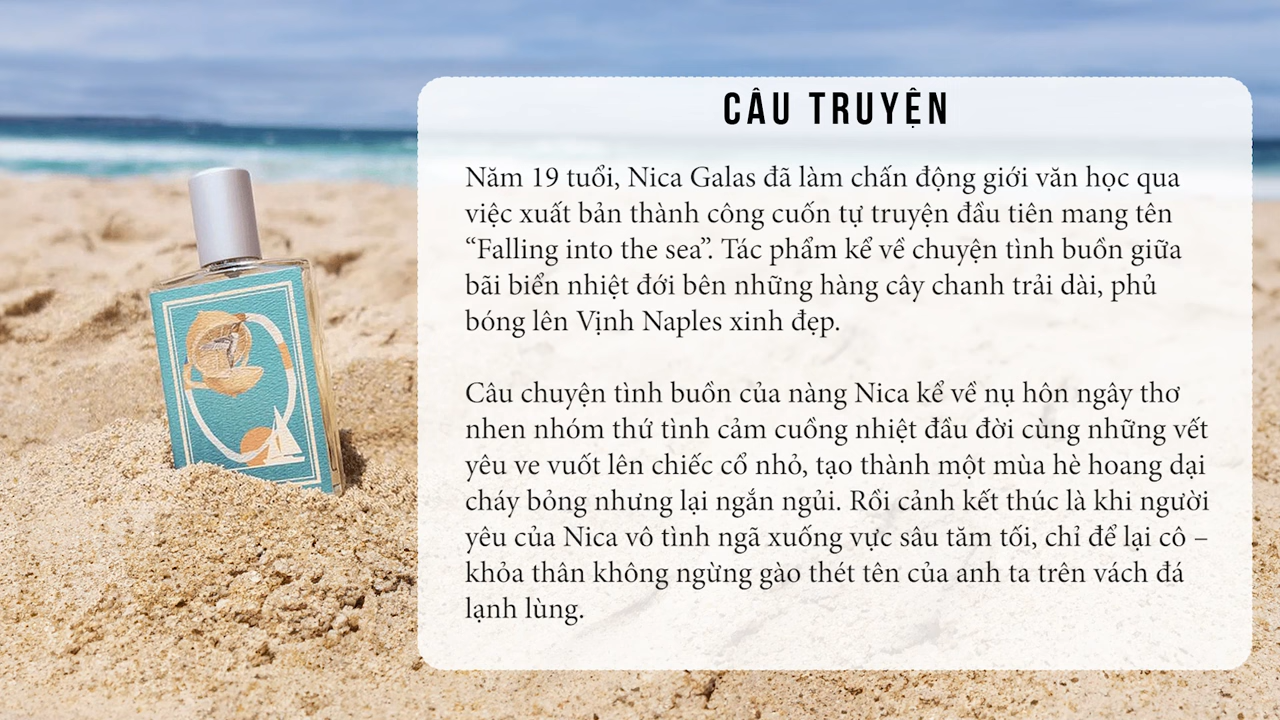 CÂU TRUYỆN
Năm 19 tuổi, Nica Galas đã làm chấn động giới văn học qua
việc xuất bản thành công cuốn tự truyện đầu tiên mang tên
“Falling into the sea”. Tác phẩm kể về chuyện tình buồn giữa
bãi biển nhiệt đới bên những hàng cây chanh trải dài, phủ
bóng lên Vịnh Naples xinh đẹp.
Câu chuyện tình buồn của nàng Nica kể về nụ hôn ngây thơ
nhen nhóm thứ tình cảm cuồng nhiệt đầu đời cùng những vết
yêu ve vuốt lên chiếc cổ nhỏ, tạo thành một mùa hè hoang dại
cháy bỏng nhưng lại ngắn ngủi. Rồi cảnh kết thúc là khi người
yêu của Nica vô tình ngã xuống vực sâu tăm tối, chỉ để lại cô –
khỏa thân không ngừng gào thét tên của anh ta trên vách đá
lạnh lùng.